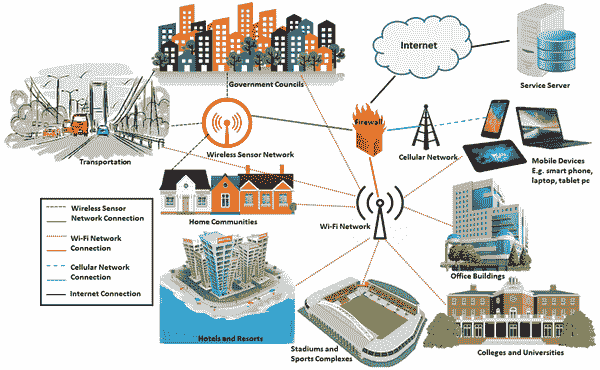 Internet
Government Councils
Service Server
Firewall
Transportation
Wireless Sensor Network
Cellular Network
Mobile Devices
E.g. smart phone,
laptop, tablet pc
Wireless Sensor
Network Connection
Wi-Fi Network
Connection
Cellular Network
Connection
Internet Connection
Home Communities
Wi-Fi Network
Office Buildings
Hotels and Resorts
Stadiums and
Sports Complexes
Colleges and Universities